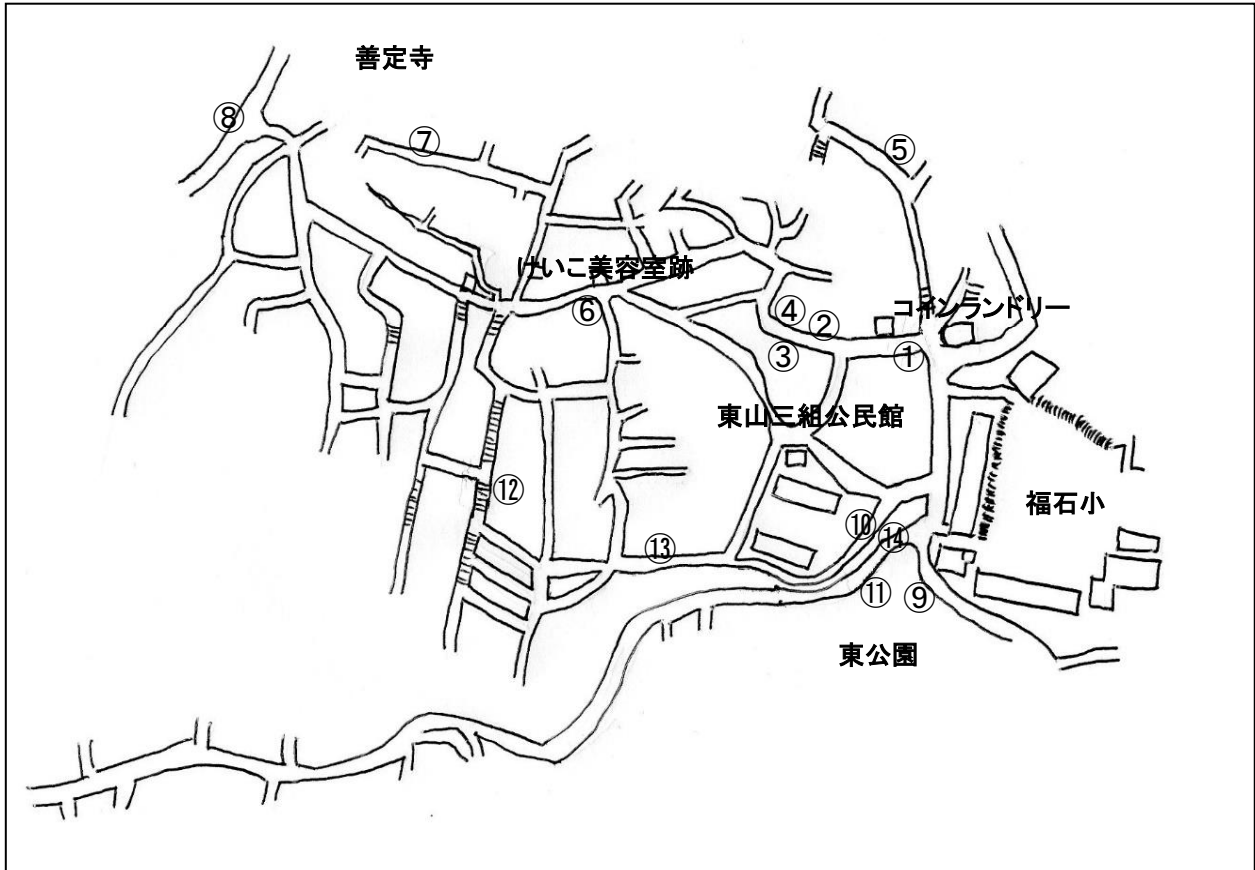 善定寺
⑧
⑦
⑤
けいこ美容室跡
④
②
コインランドリー
⑥
③
①
東山三組公民館
⑫
福石小
⑩
⑭
⑬
⑪
⑨
東公園